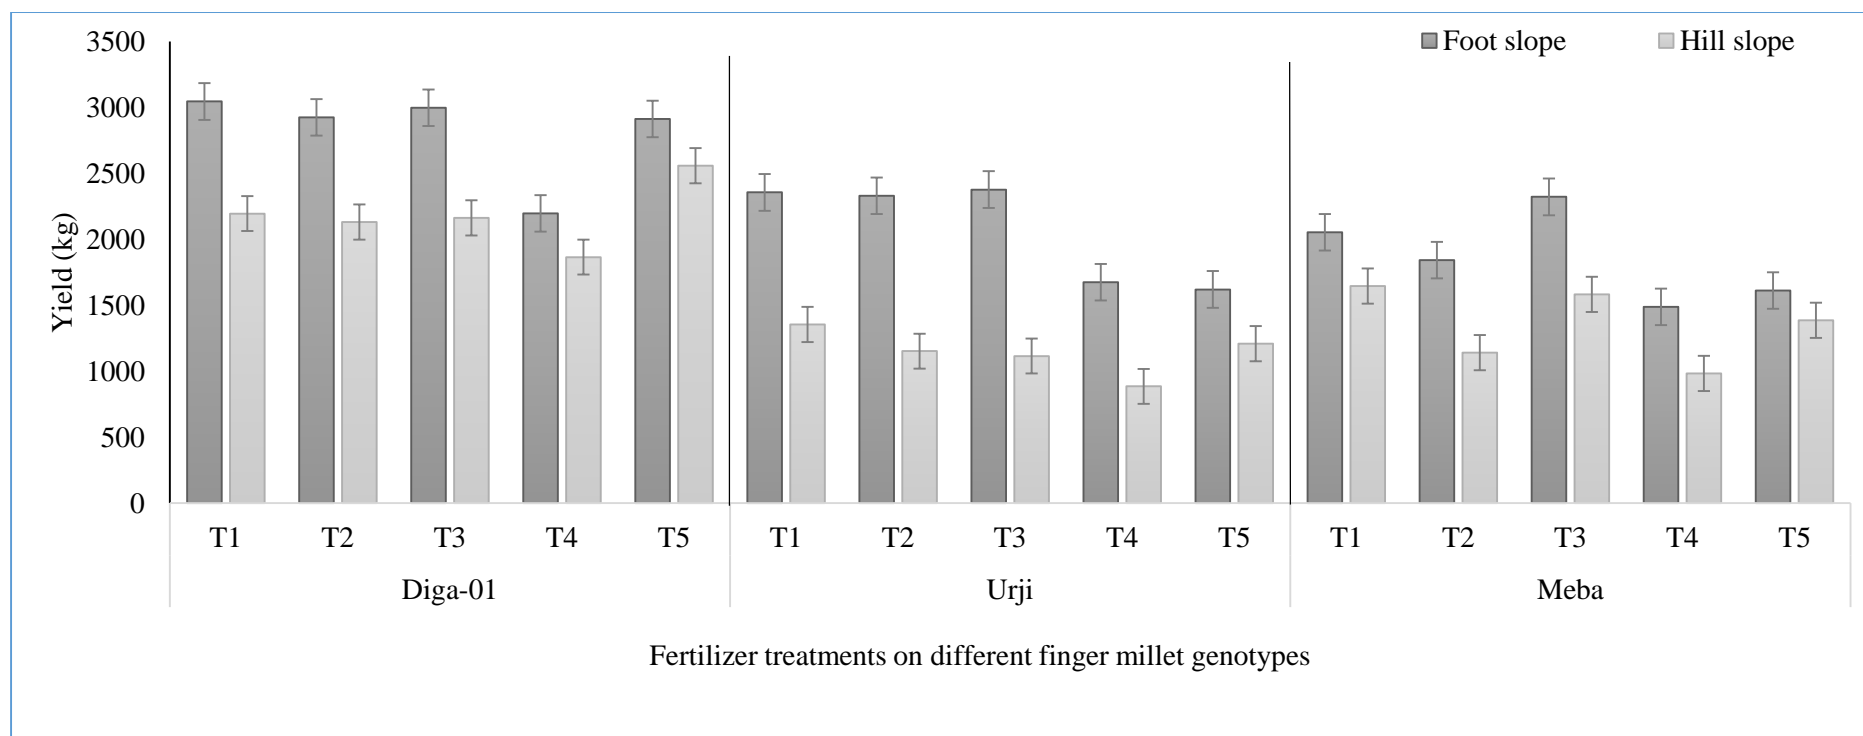 Foot slope Hill slope
3500
3000
2500
2000
1500
1000
500
0
Yield (kg)
T1 T2 T3 T4 T5 T1 T2 T3 T4 T5 T1 T2 T3 T4 T5
Diga-01 Urji Meba
Fertilizer treatments on different finger millet genotypes